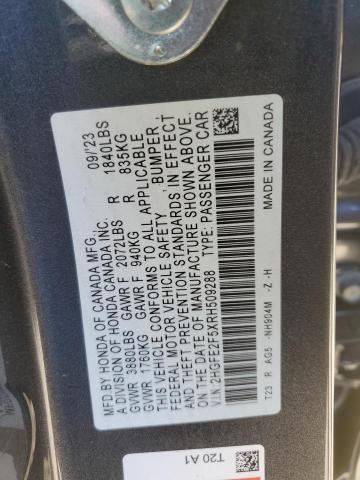 MFD.BY HONDA OF CANADA MFG., 09/'23
A DIVISION OF HONDA CANADA INC.
GVWR 3880LBS GAWR F 2072LBS R 1840LBS
GVWR 1760KG GAWR F 940KG R 835KG
THIS VEHICLE CONFORMS TO ALL APPLICABLE
FEDERAL MOTOR VEHICLE SAFETY, BUMPER,
AND THEFT PREVENTION STANDARDS IN EFFECT
ON THE DATE OF MANUFACTURE SHOWN ABOVE.
V.I.N.:2HGFE2F5XRH509288 TYPE:PASSENGER CAR
T23 R AG5 -NH904M -Z -H
MADE IN CANADA
T20 A1